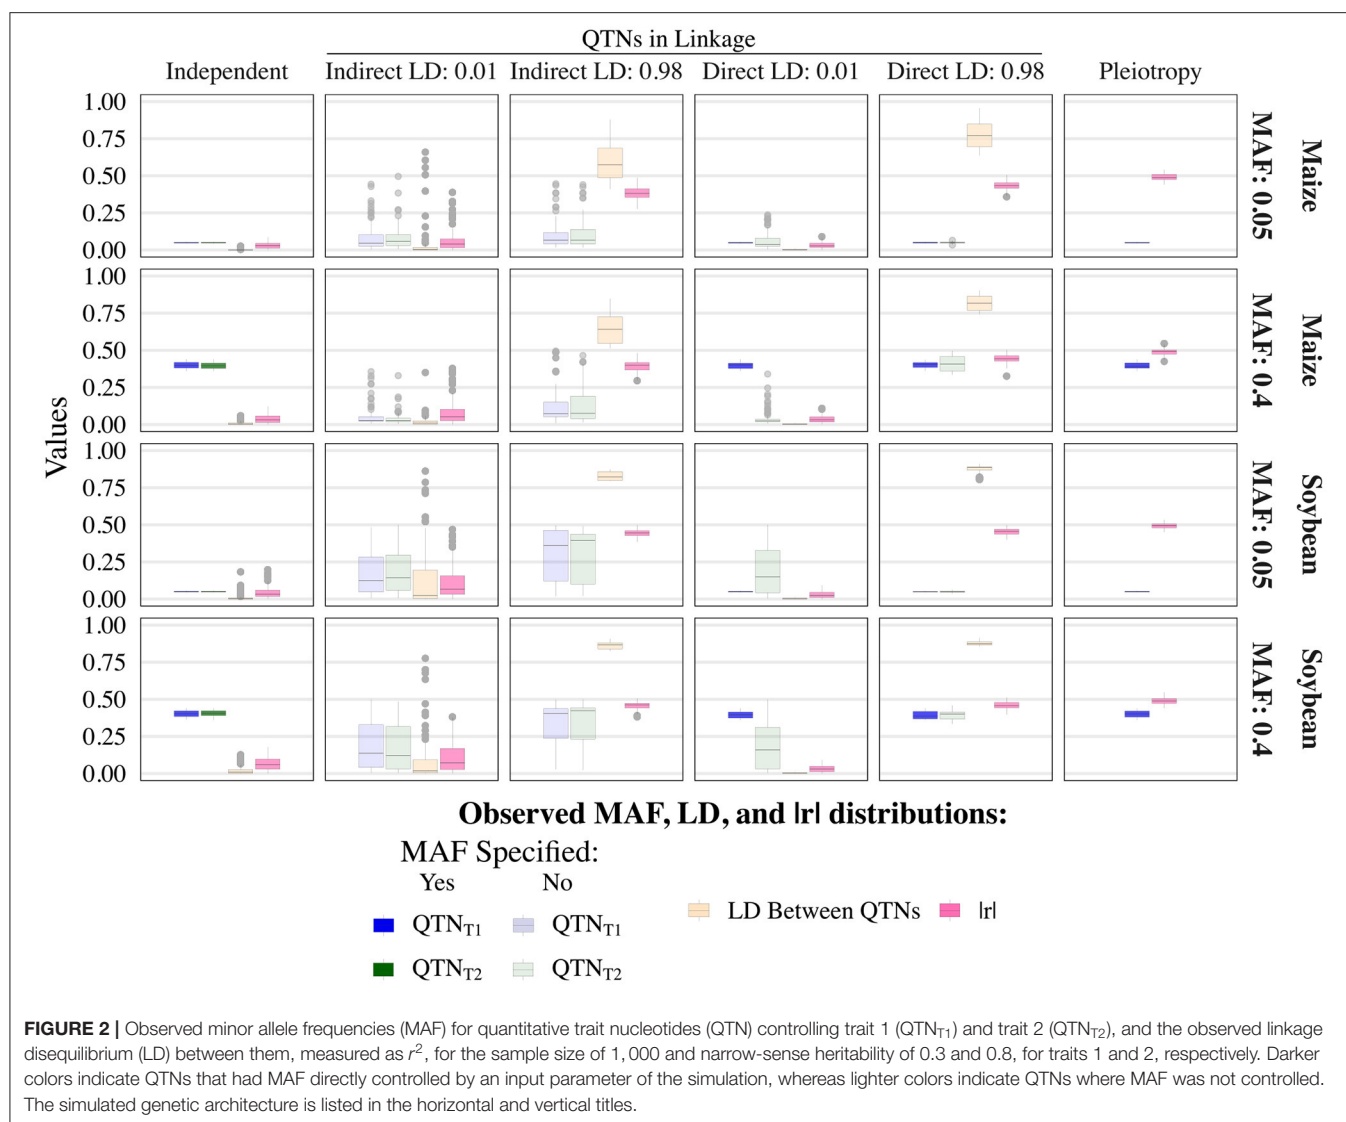 QTNs in Linkage
Independent Indirect LD: 0.01 Indirect LD: 0.98 Direct LD: 0.01 Direct LD: 0.98 Pleiotropy
1.00
0.75
0.50
0.25
0.00
Maize
MAF: 0.05
1.00
0.75
0.50
0.25
0.00
Maize
MAF: 0.4
Values
1.00
0.75
0.50
0.25
0.00
Soybean
MAF: 0.05
1.00
0.75
0.50
0.25
0.00
Soybean
MAF: 0.4
Observed MAF, LD, and |r| distributions:
MAF Specified:
Yes No
QTN_T1 QTN_T1 LD Between QTNs |r|
QTN_T2 QTN_T2
FIGURE 2 | Observed minor allele frequencies (MAF) for quantitative trait nucleotides (QTN) controlling trait 1 (QTN_T1) and trait 2 (QTN_T2), and the observed linkage
disequilibrium (LD) between them, measured as r², for the sample size of 1, 000 and narrow-sense heritability of 0.3 and 0.8, for traits 1 and 2, respectively. Darker
colors indicate QTNs that had MAF directly controlled by an input parameter of the simulation, whereas lighter colors indicate QTNs where MAF was not controlled.
The simulated genetic architecture is listed in the horizontal and vertical titles.